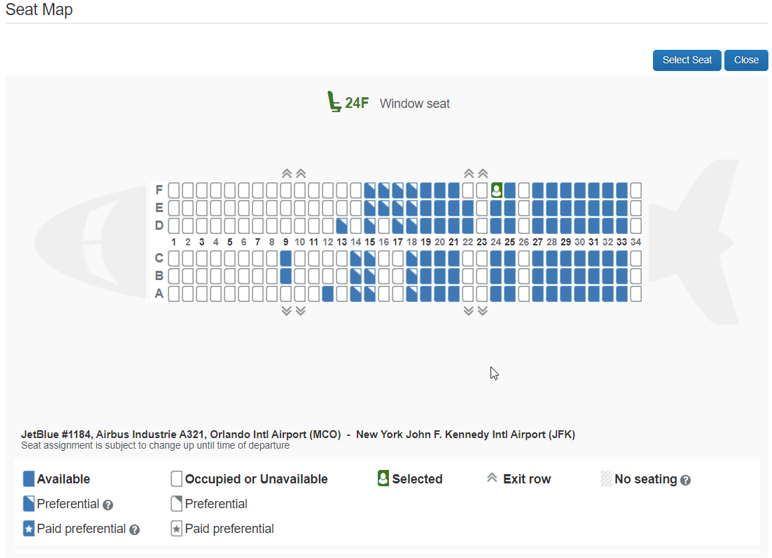 Seat Map
Select Seat Close
24F Window seat
F
E
D
1 2 3 4 5 6 7 8 9 10 11 12 13 14 15 16 17 18 19 20 21 22 23 24 25 26 27 28 29 30 31 32 33 34
C
B
A
JetBlue #1184, Airbus Industrie A321, Orlando Intl Airport (MCO) - New York John F. Kennedy Intl Airport (JFK)
Seat assignment is subject to change up until time of departure
Available Occupied or Unavailable Selected Exit row No seating ?
Preferential ? Preferential
Paid preferential ? Paid preferential